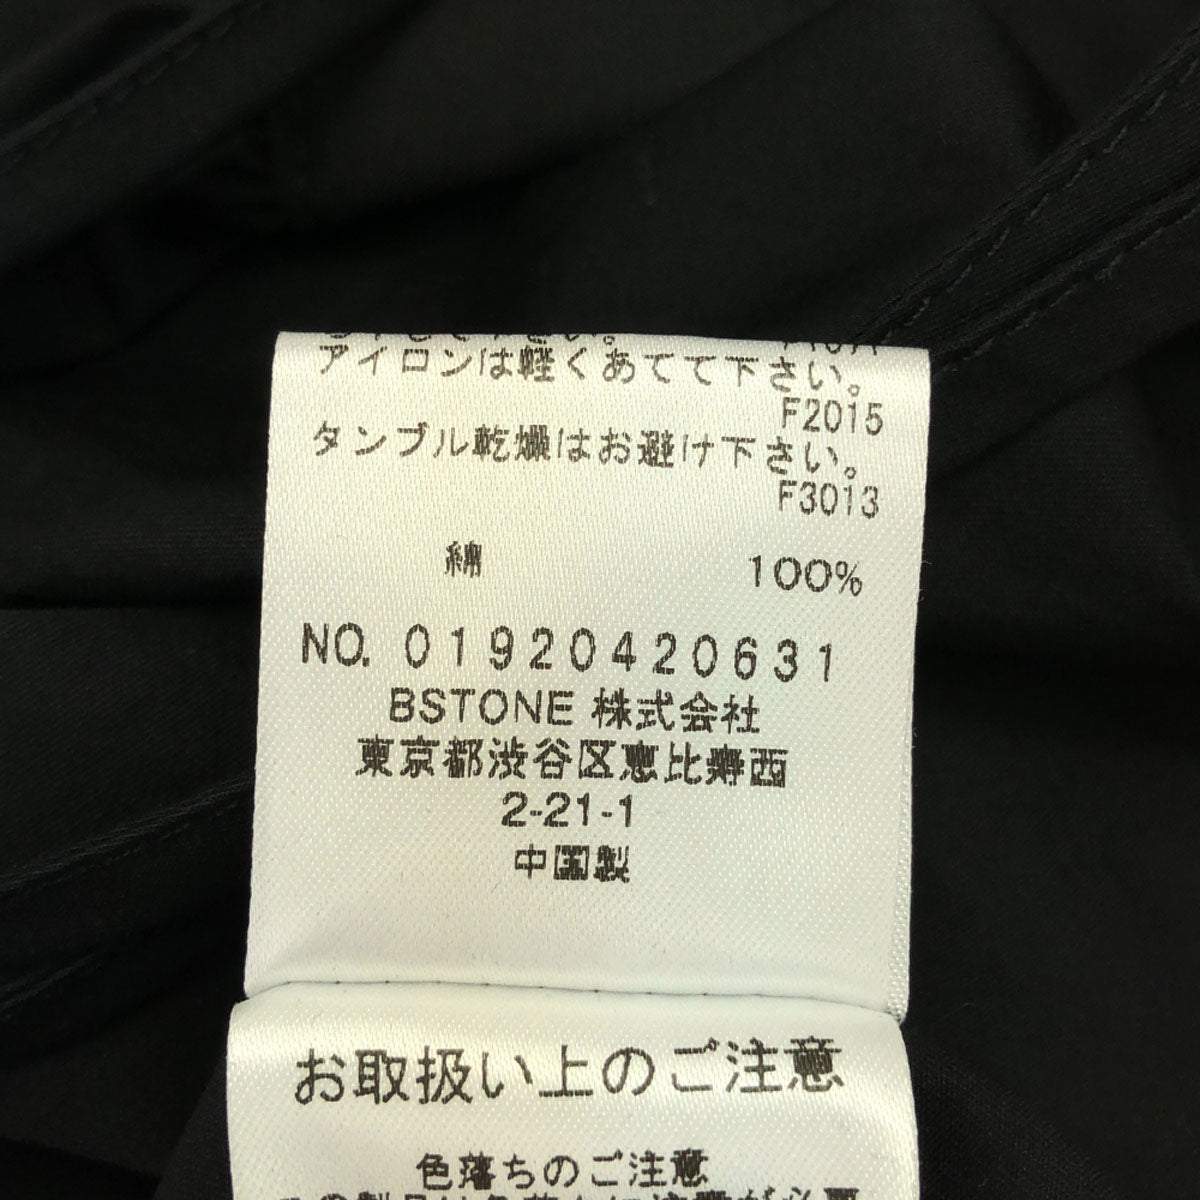 アイロンは軽くあてて下さい。
F2015
タンブル乾燥はお避け下さい。
F3013
綿 100%
NO. 01920420631
BSTONE 株式会社
東京都渋谷区恵比寿西
2-21-1
中国製
お取扱い上のご注意
色落ちのご注意